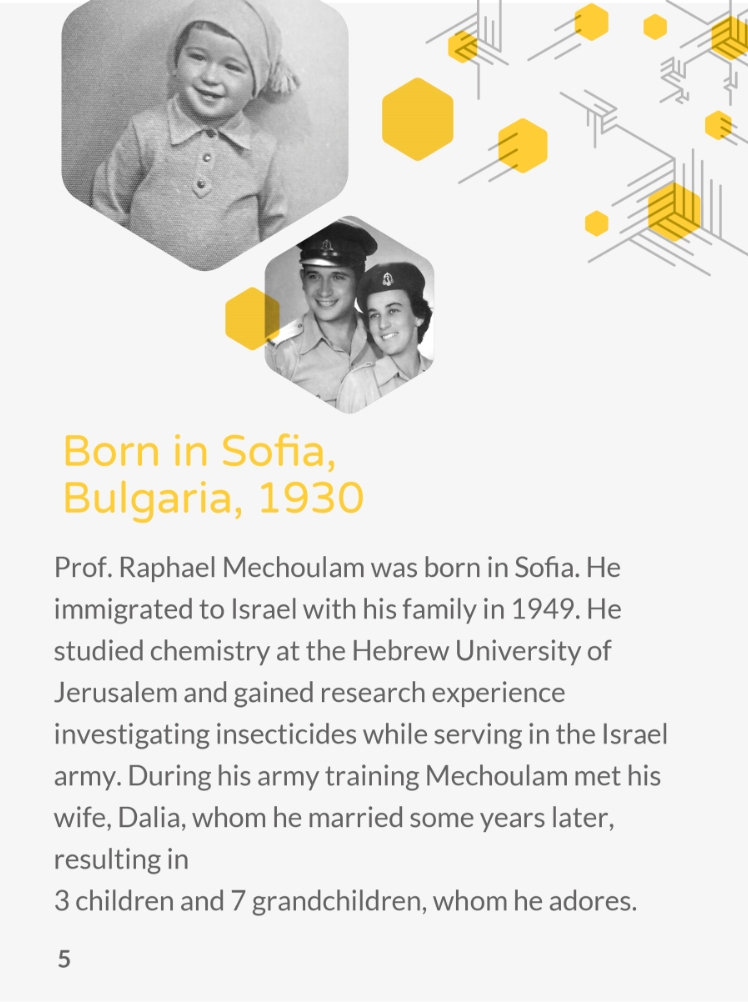 Born in Sofia,
Bulgaria, 1930
Prof. Raphael Mechoulam was born in Sofia. He
immigrated to Israel with his family in 1949. He
studied chemistry at the Hebrew University of
Jerusalem and gained research experience
investigating insecticides while serving in the Israel
army. During his army training Mechoulam met his
wife, Dalia, whom he married some years later,
resulting in
3 children and 7 grandchildren, whom he adores.
5